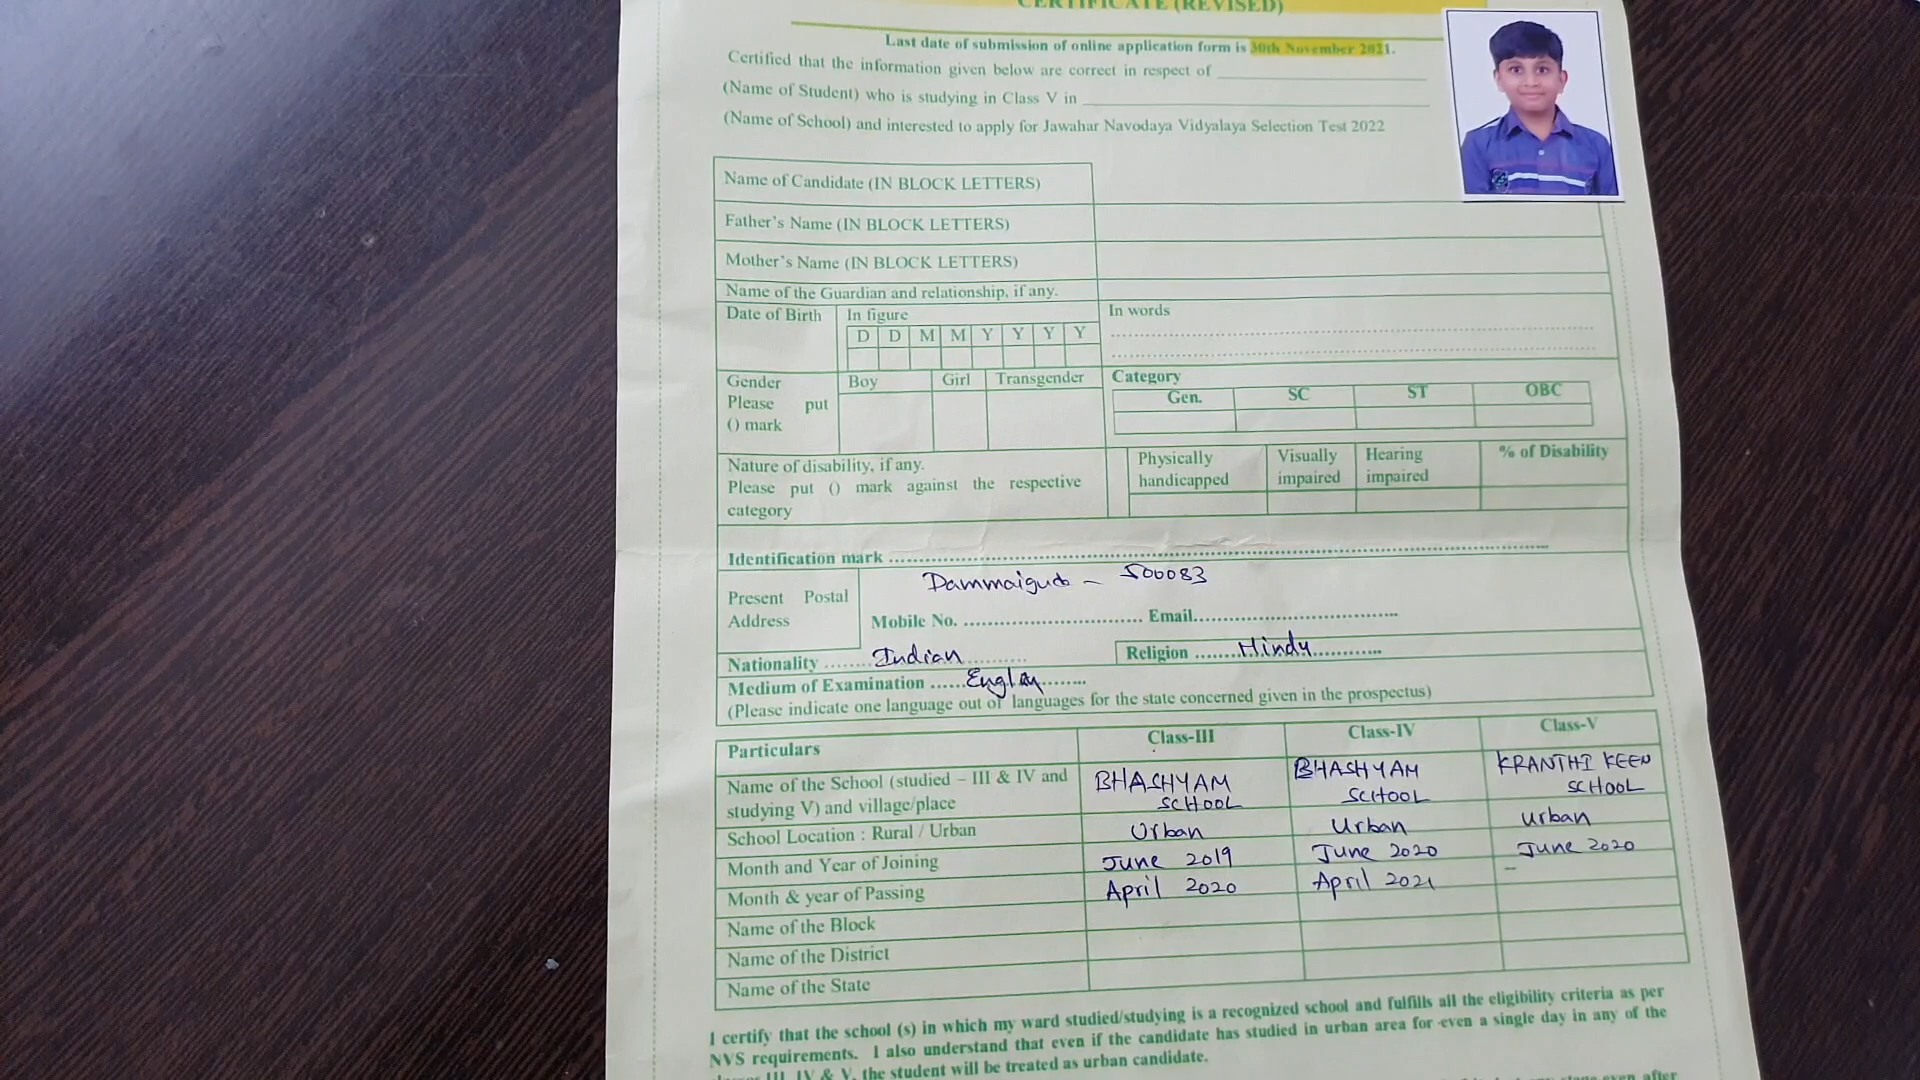 CERTIFICATE (REVISED)
Last date of submission of online application form is 30th November 2021.
Certified that the information given below are correct in respect of
(Name of Student) who is studying in Class V in
(Name of School) and interested to apply for Jawahar Navodaya Vidyalaya Selection Test 2022
Name of Candidate (IN BLOCK LETTERS)
Father's Name (IN BLOCK LETTERS)
Mother's Name (IN BLOCK LETTERS)
Name of the Guardian and relationship, if any.
Date of Birth In figure In words
D D M M Y Y Y Y
Gender Boy Girl Transgender Category
Please put Gen. SC ST OBC
() mark
Nature of disability, if any. Physically Visually Hearing % of Disability
Please put () mark against the respective handicapped impaired impaired
category
Identification mark
Dammaigud - 500083
Present Postal
Address Mobile No. Email
Nationality Indian Religion Hindu
Medium of Examination
(Please indicate one language out of languages for the state concerned given in the prospectus)
Particulars Class-III Class-IV Class-V
Name of the School (studied – III & IV and BHASHYAM BHASHYAM KRANTHI KEEN
studying V) and village/place SCHOOL SCHOOL SCHOOL
School Location : Rural / Urban Urban Urban urban
Month and Year of Joining June 2019 June 2020 June 2020
Month & year of Passing April 2020 April 2021 –
Name of the Block
Name of the District
Name of the State
I certify that the school (s) in which my ward studied/studying is a recognized school and fulfills all the eligibility criteria as per
NVS requirements. I also understand that even if the candidate has studied in urban area for even a single day in any of the
III, IV & V, the student will be treated as urban candidate.
even after